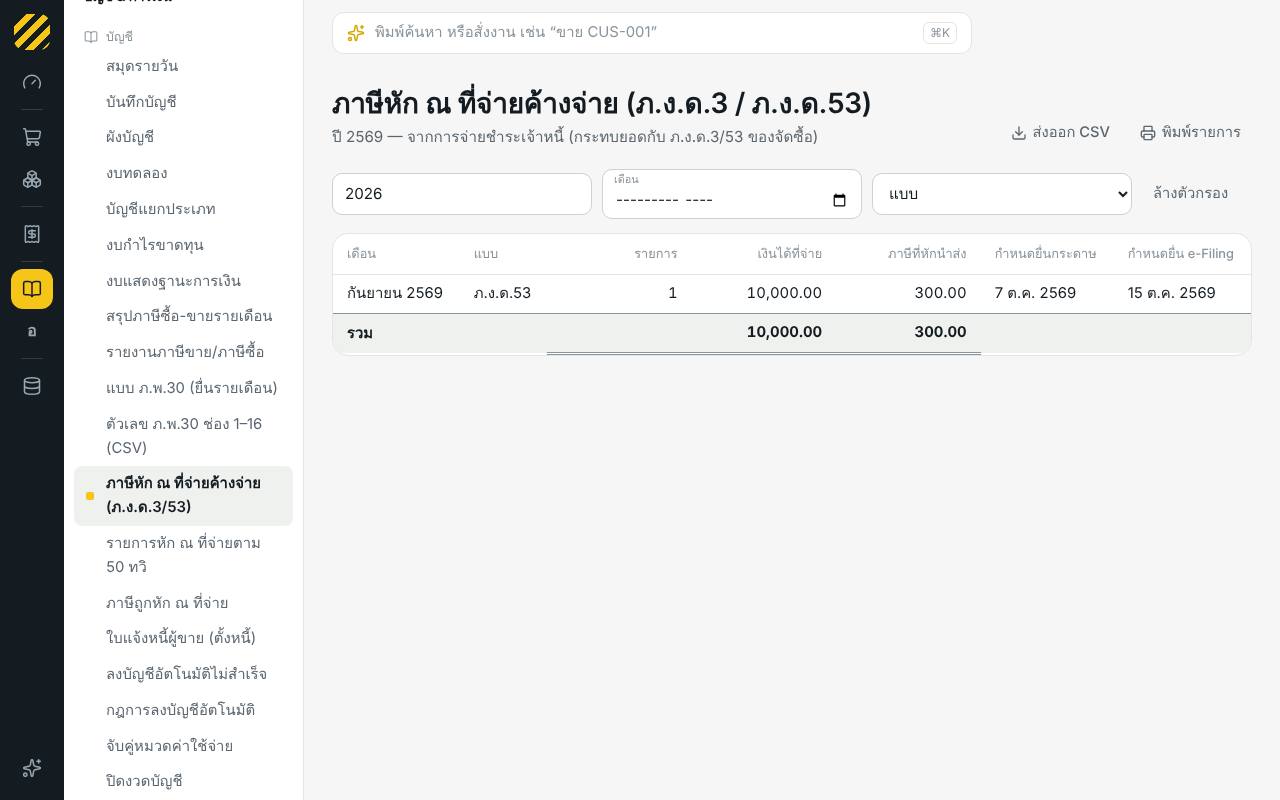 บัญชี
สมุดรายวัน
บันทึกบัญชี
ผังบัญชี
งบทดลอง
บัญชีแยกประเภท
งบกำไรขาดทุน
งบแสดงฐานะการเงิน
สรุปภาษีซื้อ-ขายรายเดือน
รายงานภาษีขาย/ภาษีซื้อ
แบบ ภ.พ.30 (ยื่นรายเดือน)
ตัวเลข ภ.พ.30 ช่อง 1–16
(CSV)
ภาษีหัก ณ ที่จ่ายค้างจ่าย
(ภ.ง.ด.3/53)
รายการหัก ณ ที่จ่ายตาม
50 ทวิ
ภาษีถูกหัก ณ ที่จ่าย
ใบแจ้งหนี้ผู้ขาย (ตั้งหนี้)
ลงบัญชีอัตโนมัติไม่สำเร็จ
กฎการลงบัญชีอัตโนมัติ
จับคู่หมวดค่าใช้จ่าย
ปิดงวดบัญชี
อ
พิมพ์ค้นหา หรือสั่งงาน เช่น “ขาย CUS-001” ⌘K
ภาษีหัก ณ ที่จ่ายค้างจ่าย (ภ.ง.ด.3 / ภ.ง.ด.53)
ปี 2569 — จากการจ่ายชำระเจ้าหนี้ (กระทบยอดกับ ภ.ง.ด.3/53 ของจัดซื้อ)
ส่งออก CSV พิมพ์รายการ
2026
เดือน
--------- ----
แบบ
ล้างตัวกรอง
เดือน แบบ รายการ เงินได้ที่จ่าย ภาษีที่หักนำส่ง กำหนดยื่นกระดาษ กำหนดยื่น e-Filing
กันยายน 2569 ภ.ง.ด.53 1 10,000.00 300.00 7 ต.ค. 2569 15 ต.ค. 2569
รวม 10,000.00 300.00